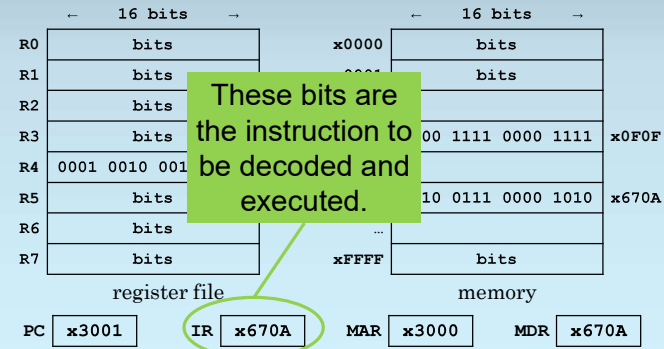 ← 16 bits → ← 16 bits →
R0 bits x0000 bits
R1 bits bits
R2 bits
R3 bits 00 1111 0000 1111 x0F0F
R4 0001 0010 001
R5 bits 10 0111 0000 1010 x670A
R6 bits …
R7 bits xFFFF bits
These bits are
the instruction to
be decoded and
executed.
register file memory
PC x3001 IR x670A MAR x3000 MDR x670A